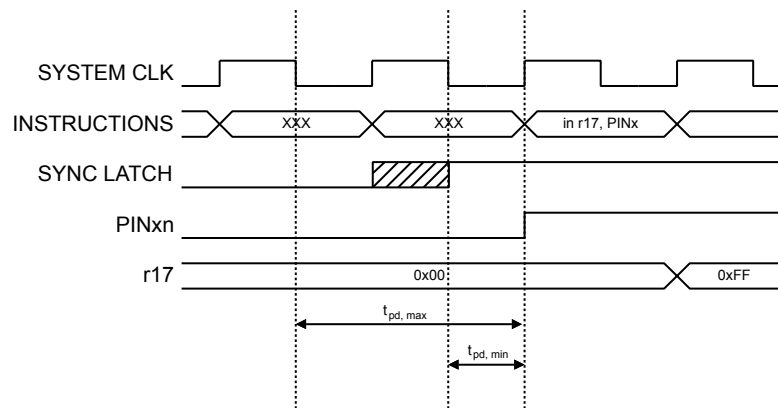 SYSTEM CLK
INSTRUCTIONS XXX XXX in r17, PINx
SYNC LATCH
PINxn
r17 0x00 0xFF
tpd, max
tpd, min